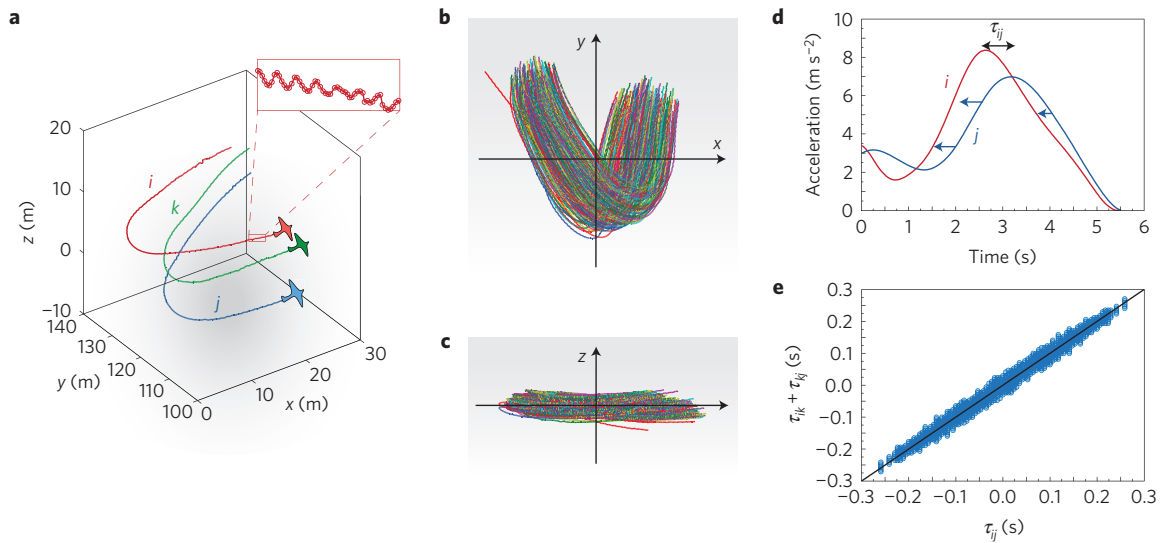 a
20
10
0
−10
z (m)
140
130
120
110
100
y (m)
0
10
20
30
x (m)
i
k
j
b
y
x
c
z
d
Acceleration (m s−2)
10
8
6
4
2
0
0
1
2
3
4
5
6
Time (s)
τij
i
j
e
τik + τkj (s)
0.3
0.2
0.1
0.0
−0.1
−0.2
−0.3
−0.3
−0.2
−0.1
0.0
0.1
0.2
0.3
τij (s)